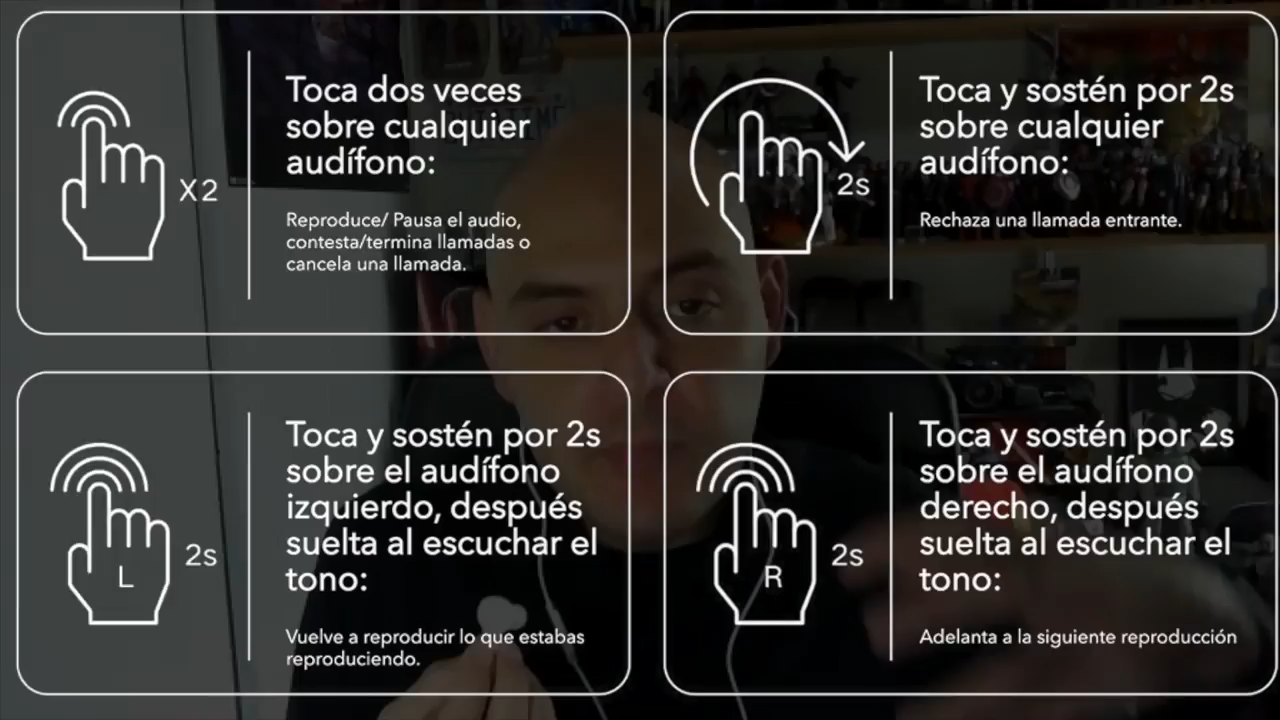 X2
Toca dos veces
sobre cualquier
audífono:
Reproduce/ Pausa el audio,
contesta/termina llamadas o
cancela una llamada.
2s
Toca y sostén por 2s
sobre cualquier
audífono:
Rechaza una llamada entrante.
L
2s
Toca y sostén por 2s
sobre el audífono
izquierdo, después
suelta al escuchar el
tono:
Vuelve a reproducir lo que estabas
reproduciendo.
R
2s
Toca y sostén por 2s
sobre el audífono
derecho, después
suelta al escuchar el
tono:
Adelanta a la siguiente reproducción